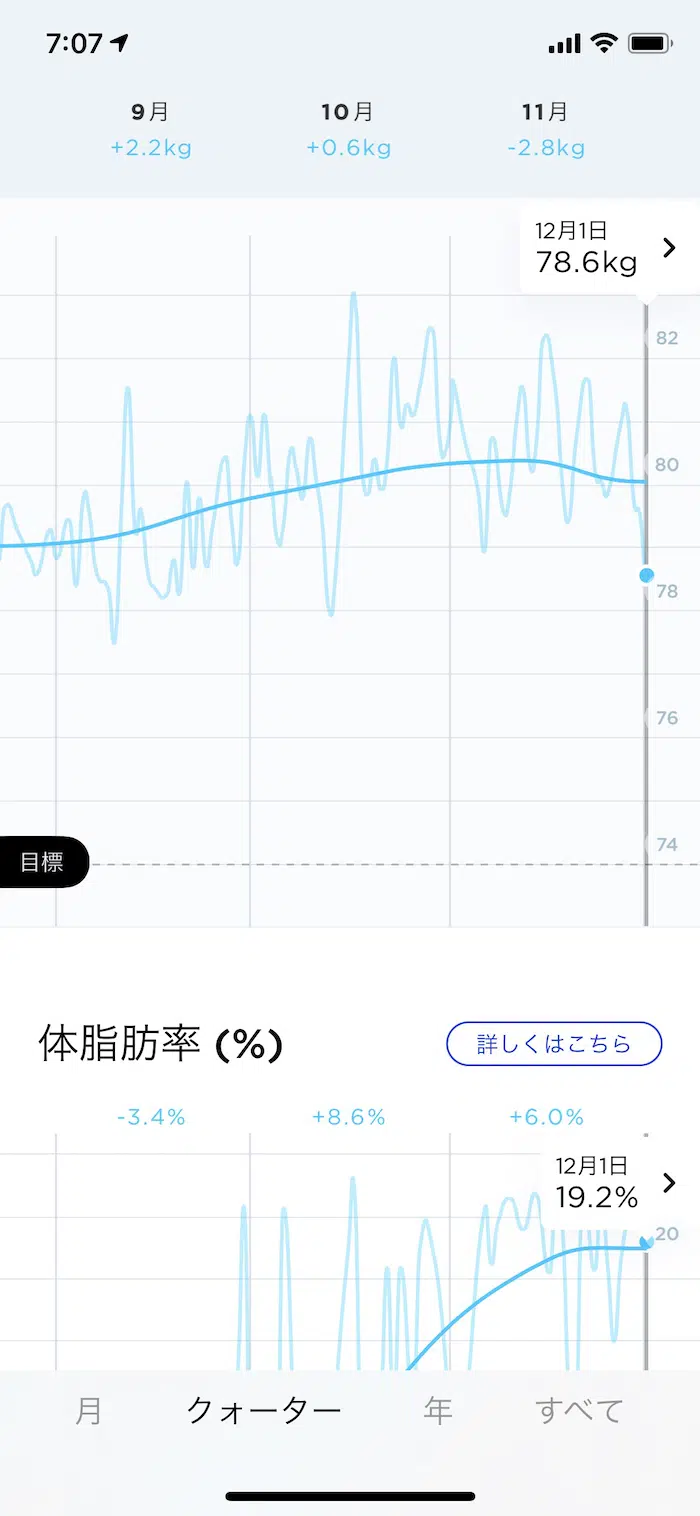 7:07
9月 10月 11月
+2.2kg +0.6kg -2.8kg
12月1日
78.6kg
82
80
78
76
74
目標
体脂肪率 (%)
詳しくはこちら
-3.4% +8.6% +6.0%
12月1日
19.2%
20
月 クォーター 年 すべて